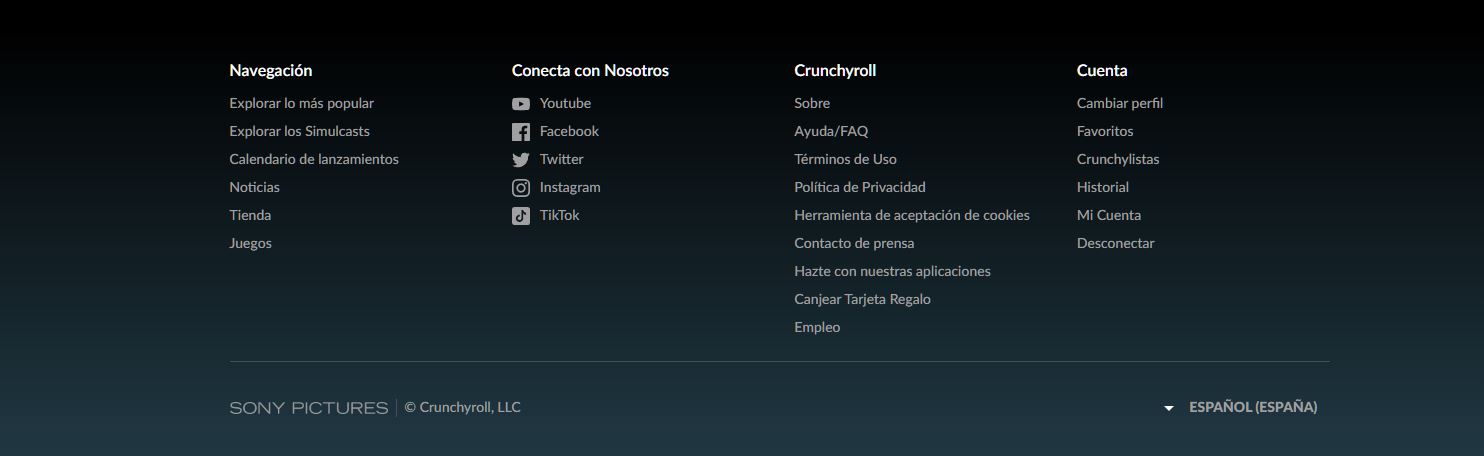 Navegación
Explorar lo más popular
Explorar los Simulcasts
Calendario de lanzamientos
Noticias
Tienda
Juegos
Conecta con Nosotros
Youtube
Facebook
Twitter
Instagram
TikTok
Crunchyroll
Sobre
Ayuda/FAQ
Términos de Uso
Política de Privacidad
Herramienta de aceptación de cookies
Contacto de prensa
Hazte con nuestras aplicaciones
Canjear Tarjeta Regalo
Empleo
Cuenta
Cambiar perfil
Favoritos
Crunchylistas
Historial
Mi Cuenta
Desconectar
SONY PICTURES | © Crunchyroll, LLC
ESPAÑOL (ESPAÑA)